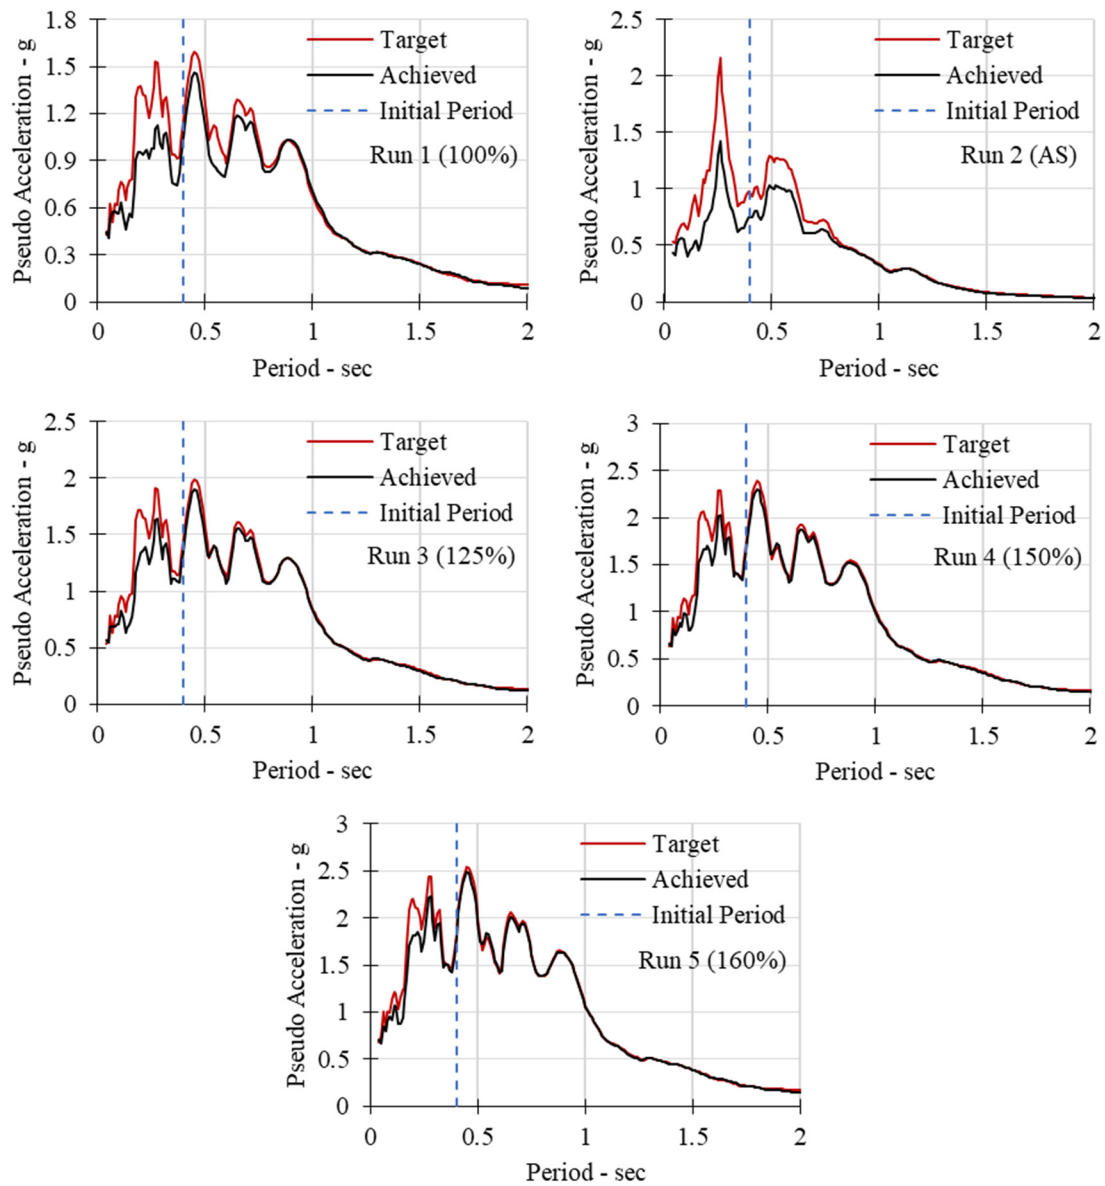 Pseudo Acceleration - g
1.8
1.5
1.2
0.9
0.6
0.3
0
0
0.5
1
1.5
2
Period - sec
Target
Achieved
Initial Period
Run 1 (100%)
Pseudo Acceleration - g
2.5
2
1.5
1
0.5
0
0
0.5
1
1.5
2
Period - sec
Target
Achieved
Initial Period
Run 2 (AS)
Pseudo Acceleration - g
2.5
2
1.5
1
0.5
0
0
0.5
1
1.5
2
Period - sec
Target
Achieved
Initial Period
Run 3 (125%)
Pseudo Acceleration - g
3
2.5
2
1.5
1
0.5
0
0
0.5
1
1.5
2
Period - sec
Target
Achieved
Initial Period
Run 4 (150%)
Pseudo Acceleration - g
3
2.5
2
1.5
1
0.5
0
0
0.5
1
1.5
2
Period - sec
Target
Achieved
Initial Period
Run 5 (160%)